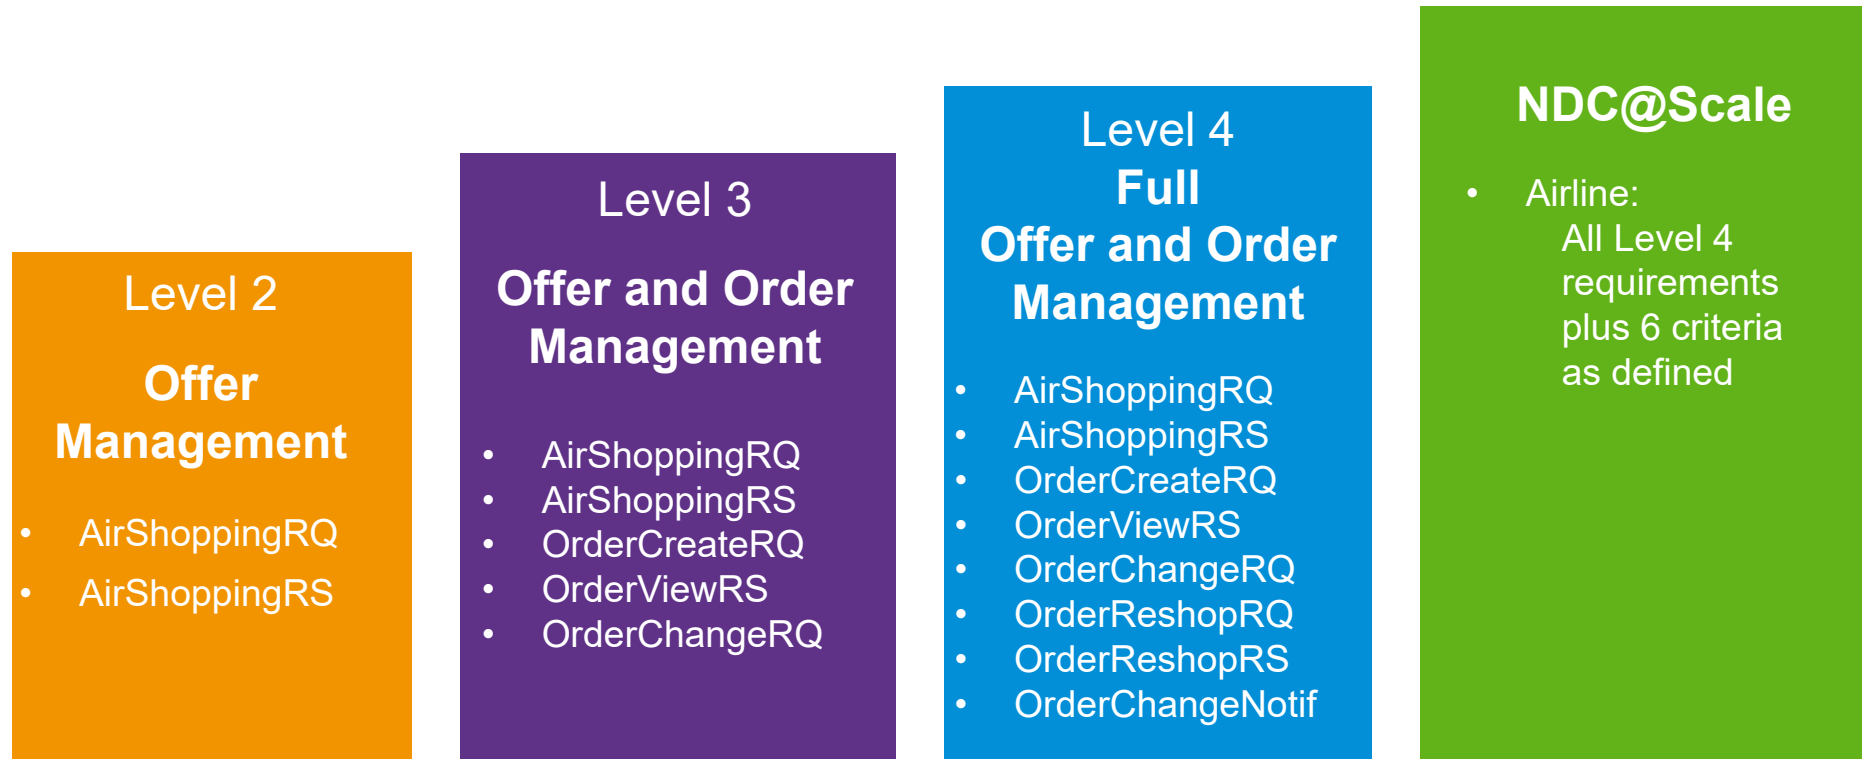 Level 2
Offer
Management
• AirShoppingRQ
• AirShoppingRS
Level 3
Offer and Order
Management
• AirShoppingRQ
• AirShoppingRS
• OrderCreateRQ
• OrderViewRS
• OrderChangeRQ
Level 4
Full
Offer and Order
Management
• AirShoppingRQ
• AirShoppingRS
• OrderCreateRQ
• OrderViewRS
• OrderChangeRQ
• OrderReshopRQ
• OrderReshopRS
• OrderChangeNotif
NDC@Scale
• Airline:
All Level 4
requirements
plus 6 criteria
as defined